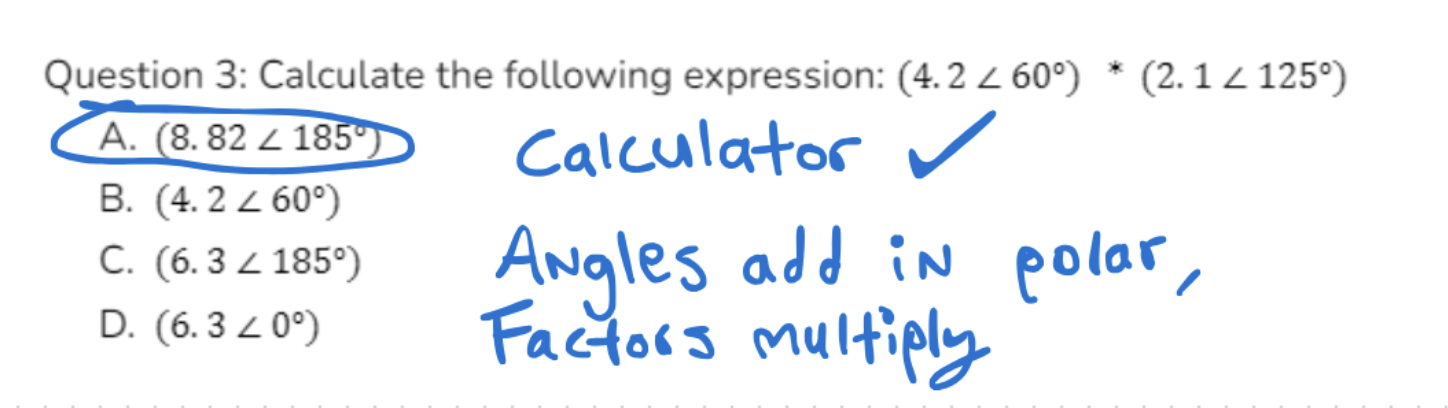 Question 3: Calculate the following expression: (4.2 ∠ 60°) * (2.1 ∠ 125°)
A. (8.82 ∠ 185°)
Calculator ✓
B. (4.2 ∠ 60°)
C. (6.3 ∠ 185°)
Angles add in polar,
D. (6.3 ∠ 0°)
Factors multiply